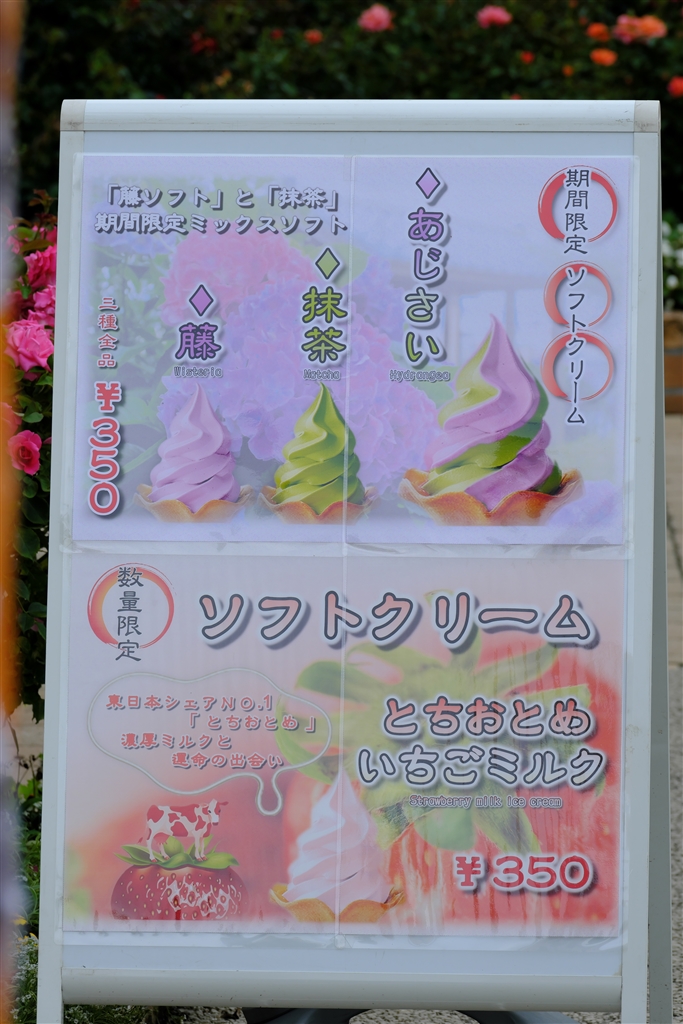 期間限定 ソフトクリーム
「藤ソフト」と「抹茶」
期間限定ミックスソフト
♦あじさい
Hydrangea
♦抹茶
Matcha
♦藤
Wisteria
三種全品
¥350
数量限定
ソフトクリーム
東日本シェアNO.1
「とちおとめ」
濃厚ミルクと
運命の出会い
とちおとめ
いちごミルク
Strawberry milk ice cream
¥350